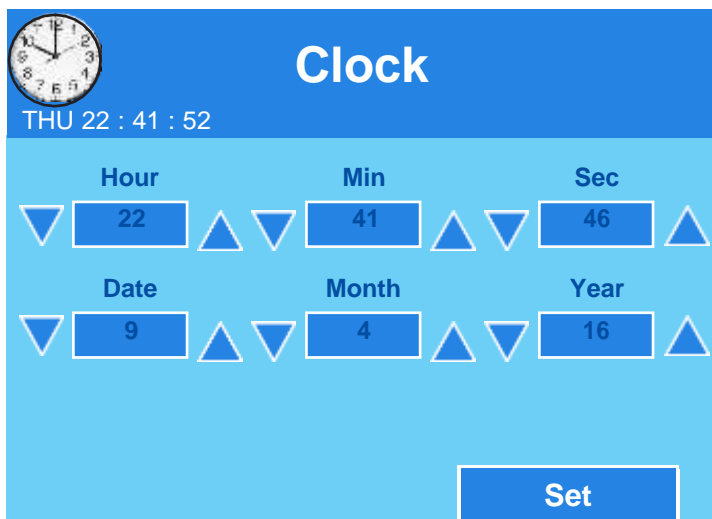 Clock
THU 22 : 41 : 52
Hour Min Sec
22 41 46
Date Month Year
9 4 16
Set